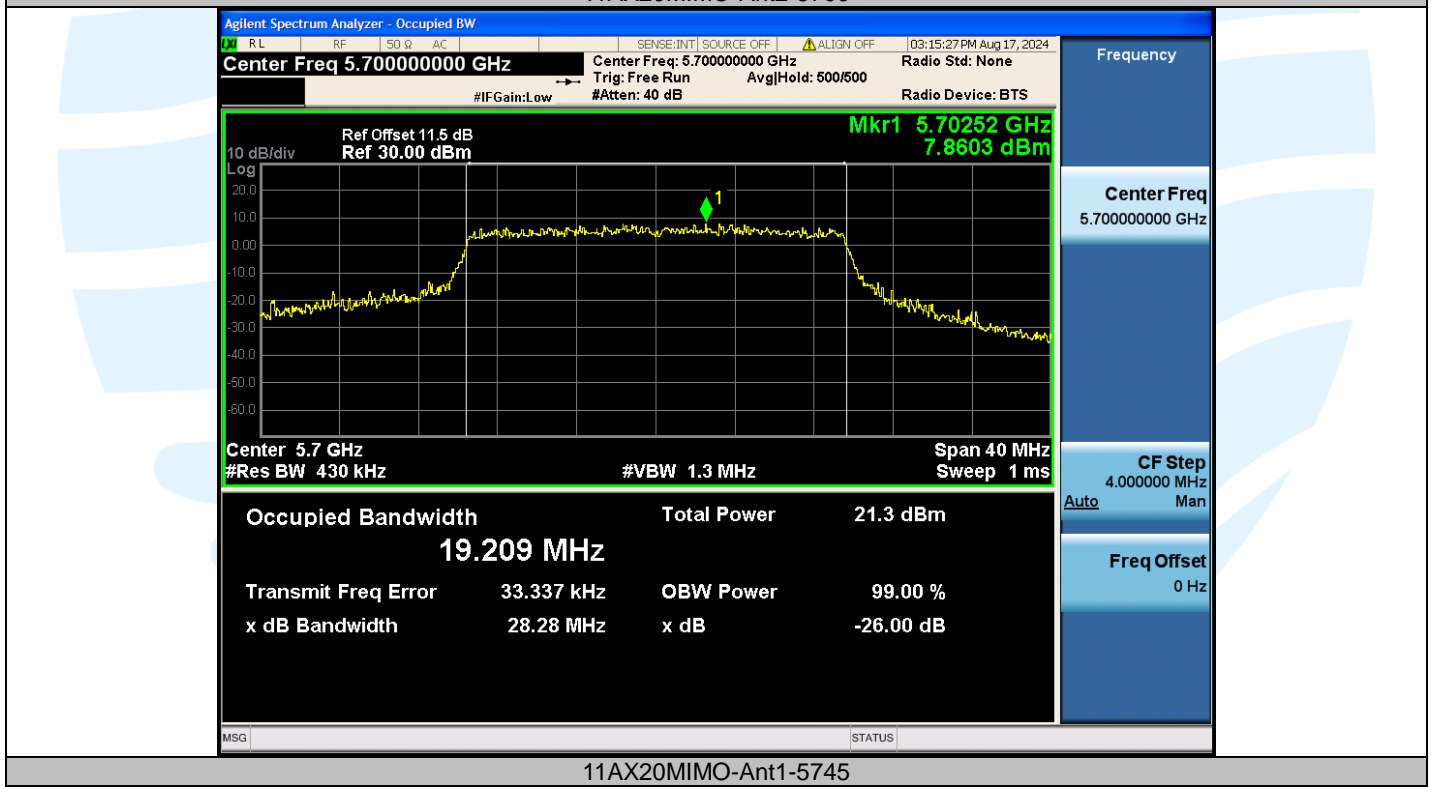 Agilent Spectrum Analyzer - Occupied BW
LXI RL RF 50 Ω AC SENSE:INT SOURCE OFF ALIGN OFF 03:15:27 PM Aug 17, 2024
Center Freq 5.700000000 GHz
Center Freq: 5.700000000 GHz
Radio Std: None
Trig: Free Run Avg|Hold: 500/500
#IFGain:Low
#Atten: 40 dB
Radio Device: BTS
Frequency
Ref Offset 11.5 dB
Mkr1 5.70252 GHz
10 dB/div Ref 30.00 dBm
7.8603 dBm
Log
20.0
10.0
0.00
-10.0
-20.0
-30.0
-40.0
-50.0
-60.0
1
Center 5.7 GHz
Span 40 MHz
#Res BW 430 kHz
#VBW 1.3 MHz
Sweep 1 ms
Occupied Bandwidth
19.209 MHz
Total Power 21.3 dBm
Transmit Freq Error 33.337 kHz
OBW Power 99.00 %
x dB Bandwidth 28.28 MHz
x dB -26.00 dB
Center Freq
5.700000000 GHz
CF Step
4.000000 MHz
Auto Man
Freq Offset
0 Hz
MSG
STATUS
11AX20MIMO-Ant1-5745